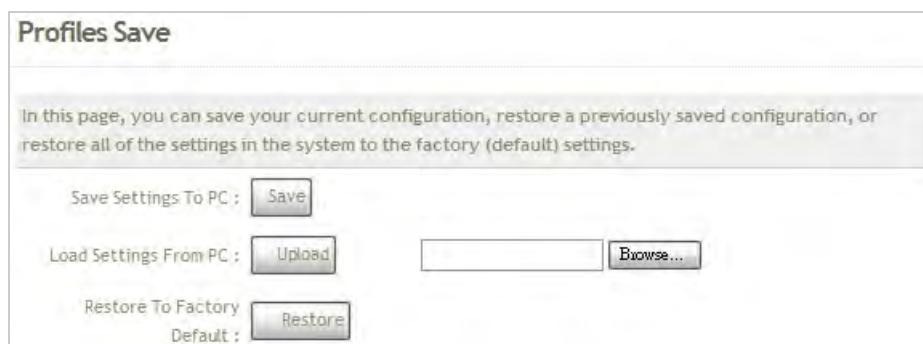 Profiles Save
In this page, you can save your current configuration, restore a previously saved configuration, or
restore all of the settings in the system to the factory (default) settings.
Save Settings To PC : Save
Load Settings From PC : Upload Browse...
Restore To Factory
Default : Restore